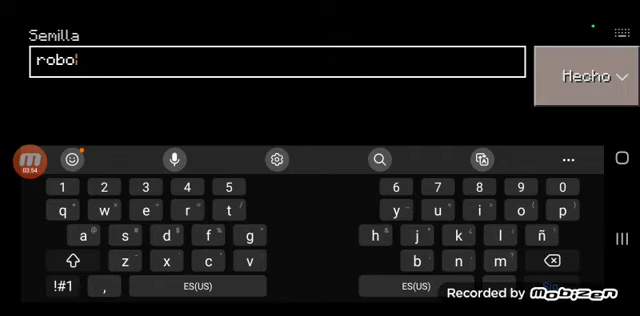 Semilla
robo
Hecho
03:54
1 2 3 4 5 6 7 8 9 0
q w e r t y u i o p
a s d f g h j k l ñ
z x c v b n m
!#1 , ES(US) ES(US)
Recorded by mobizen